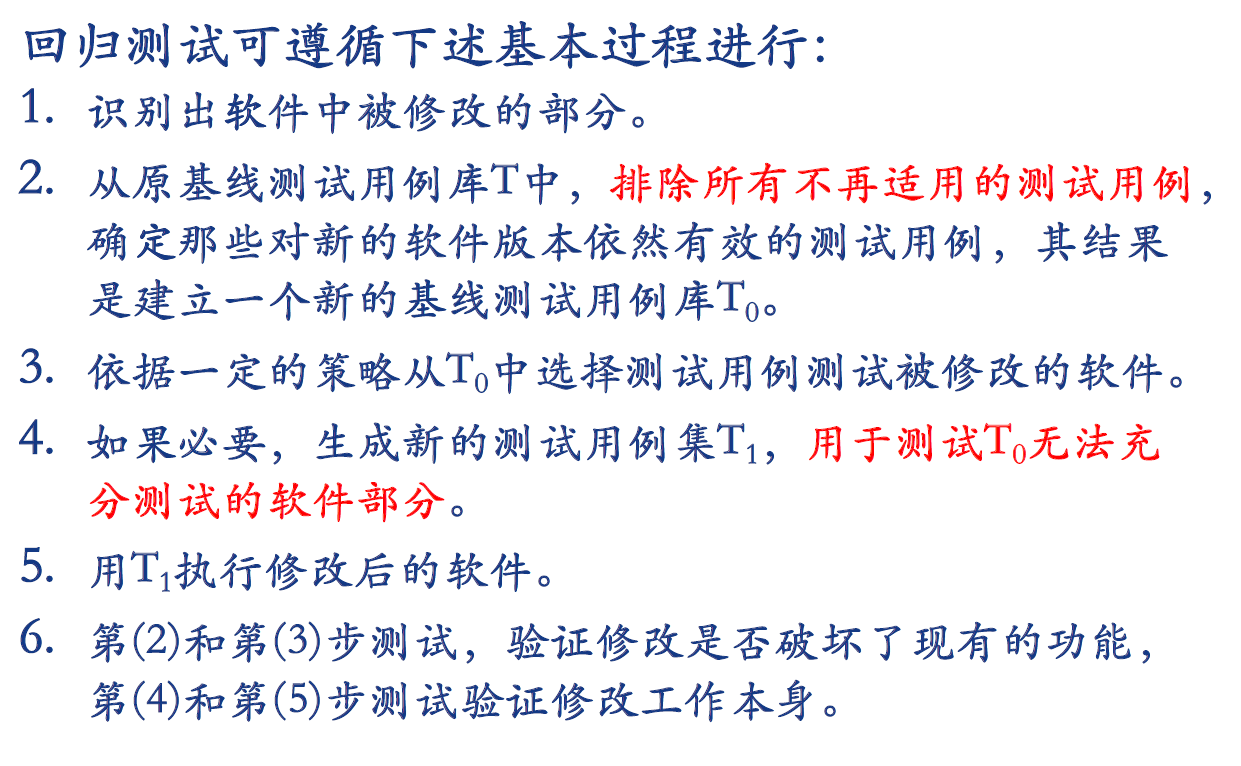 回归测试可遵循下述基本过程进行:
1. 识别出软件中被修改的部分。
2. 从原基线测试用例库T中，排除所有不再适用的测试用例，
确定那些对新的软件版本依然有效的测试用例，其结果
是建立一个新的基线测试用例库T₀。
3. 依据一定的策略从T₀中选择测试用例测试被修改的软件。
4. 如果必要，生成新的测试用例集T₁，用于测试T₀无法充
分测试的软件部分。
5. 用T₁执行修改后的软件。
6. 第(2)和第(3)步测试，验证修改是否破坏了现有的功能，
第(4)和第(5)步测试验证修改工作本身。